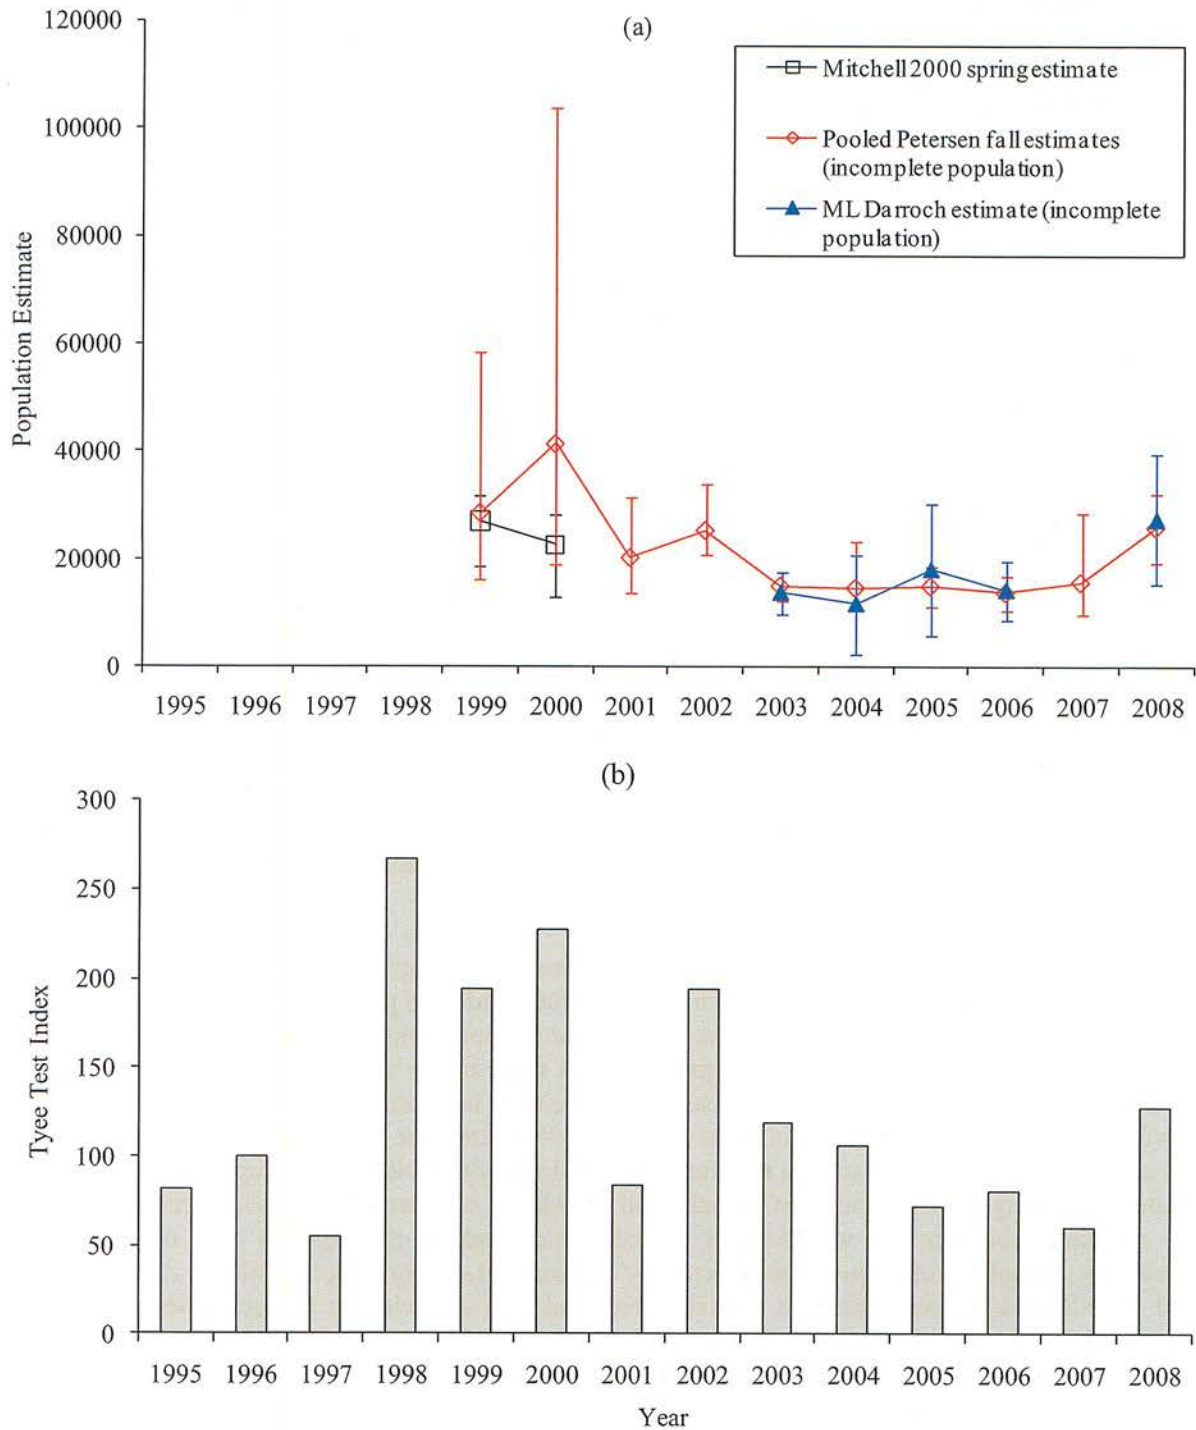 (a)
120000
100000
80000
60000
40000
20000
0
Population Estimate
Mitchell 2000 spring estimate
Pooled Petersen fall estimates
(incomplete population)
ML Darroch estimate (incomplete
population)
1995 1996 1997 1998 1999 2000 2001 2002 2003 2004 2005 2006 2007 2008
(b)
300
250
200
150
100
50
0
Tyee Test Index
1995 1996 1997 1998 1999 2000 2001 2002 2003 2004 2005 2006 2007 2008
Year